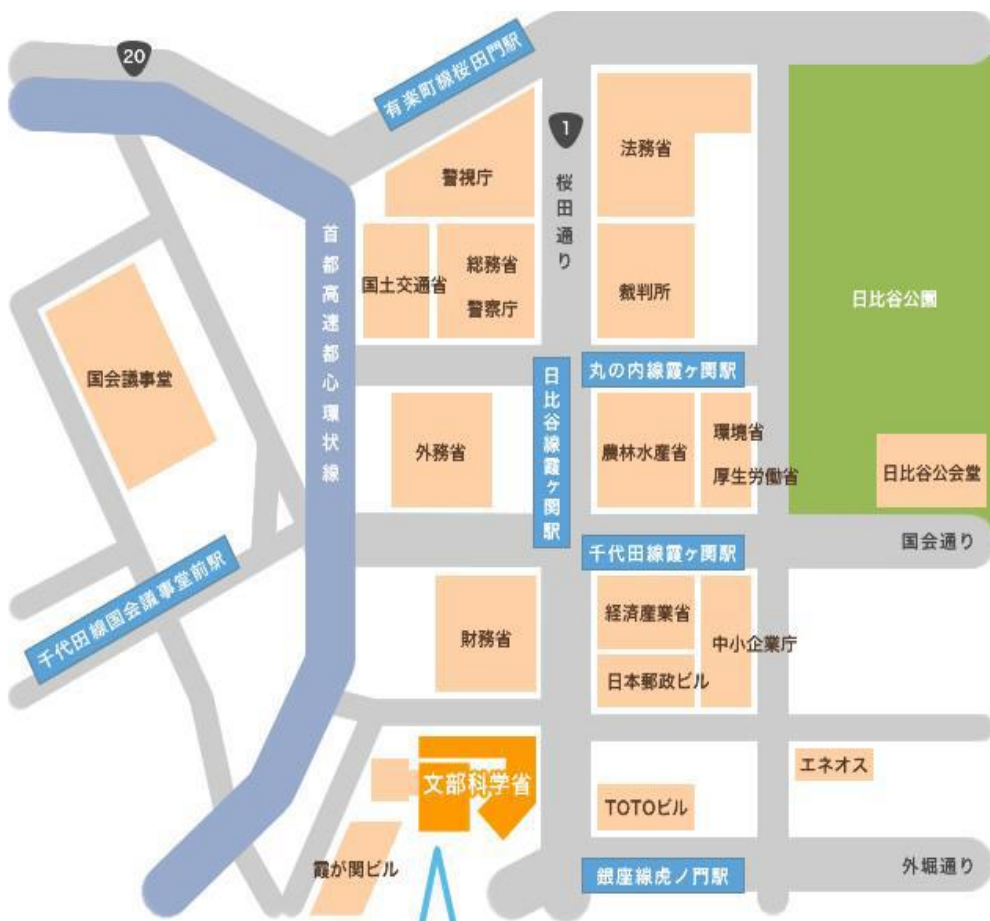 20
有楽町線桜田門駅
1
桜田通り
法務省
警視庁
首都高速都心環状線
国土交通省
総務省
警察庁
裁判所
日比谷公園
国会議事堂
日比谷線霞ヶ関駅
丸の内線霞ヶ関駅
外務省
農林水産省
環境省
厚生労働省
日比谷公会堂
千代田線国会議事堂前駅
千代田線霞ヶ関駅
国会通り
財務省
経済産業省
中小企業庁
日本郵政ビル
文部科学省
エネオス
TOTOビル
霞が関ビル
銀座線虎ノ門駅
外堀通り